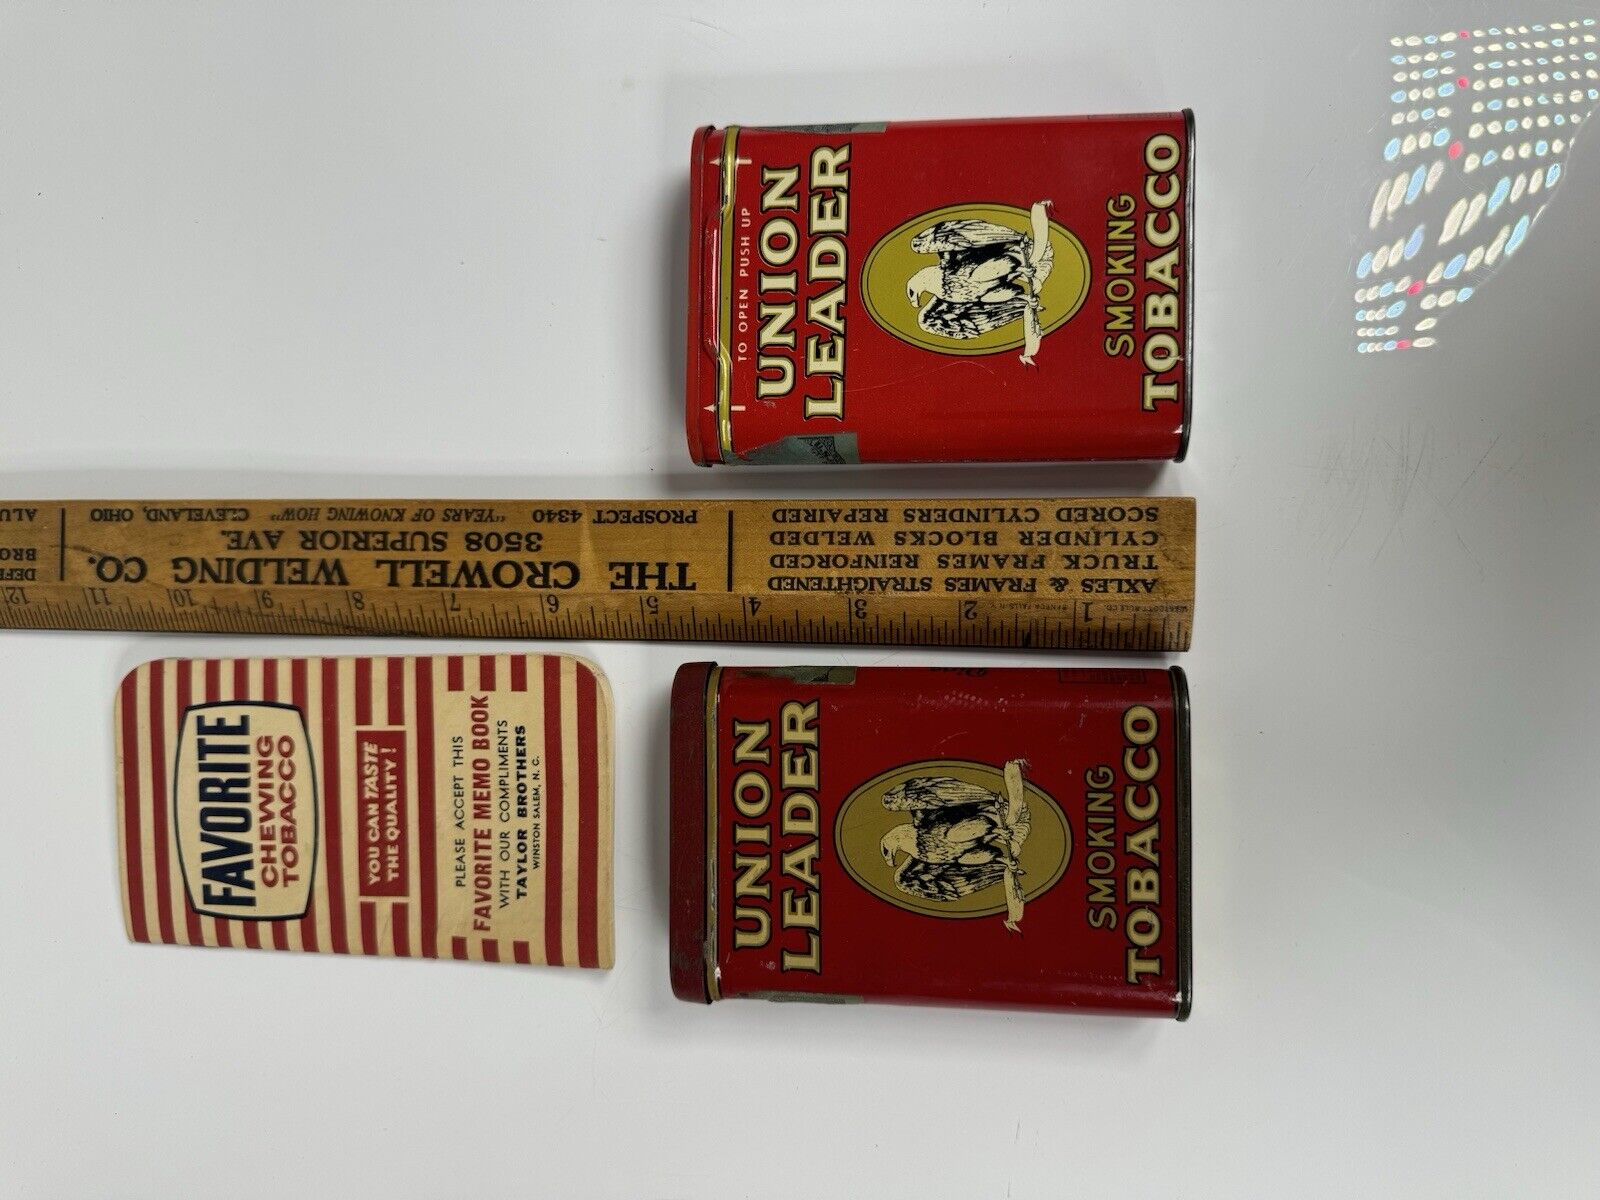 TO OPEN PUSH UP
UNION
LEADER
SMOKING
TOBACCO
AXLES & FRAMES STRAIGHTENED
TRUCK FRAMES REINFORCED
CYLINDER BLOCKS WELDED
SCORED CYLINDERS REPAIRED
THE CROWELL WELDING CO.
3508 SUPERIOR AVE.
PROSPECT 4340 "YEARS OF KNOWING HOW" CLEVELAND, OHIO
DEFE
BRO
ALU
1 2 3 4 5 6 7 8 9 10 11 12
FAVORITE
CHEWING
TOBACCO
YOU CAN TASTE
THE QUALITY!
PLEASE ACCEPT THIS
FAVORITE MEMO BOOK
WITH OUR COMPLIMENTS
TAYLOR BROTHERS
WINSTON SALEM, N. C.
UNION
LEADER
SMOKING
TOBACCO